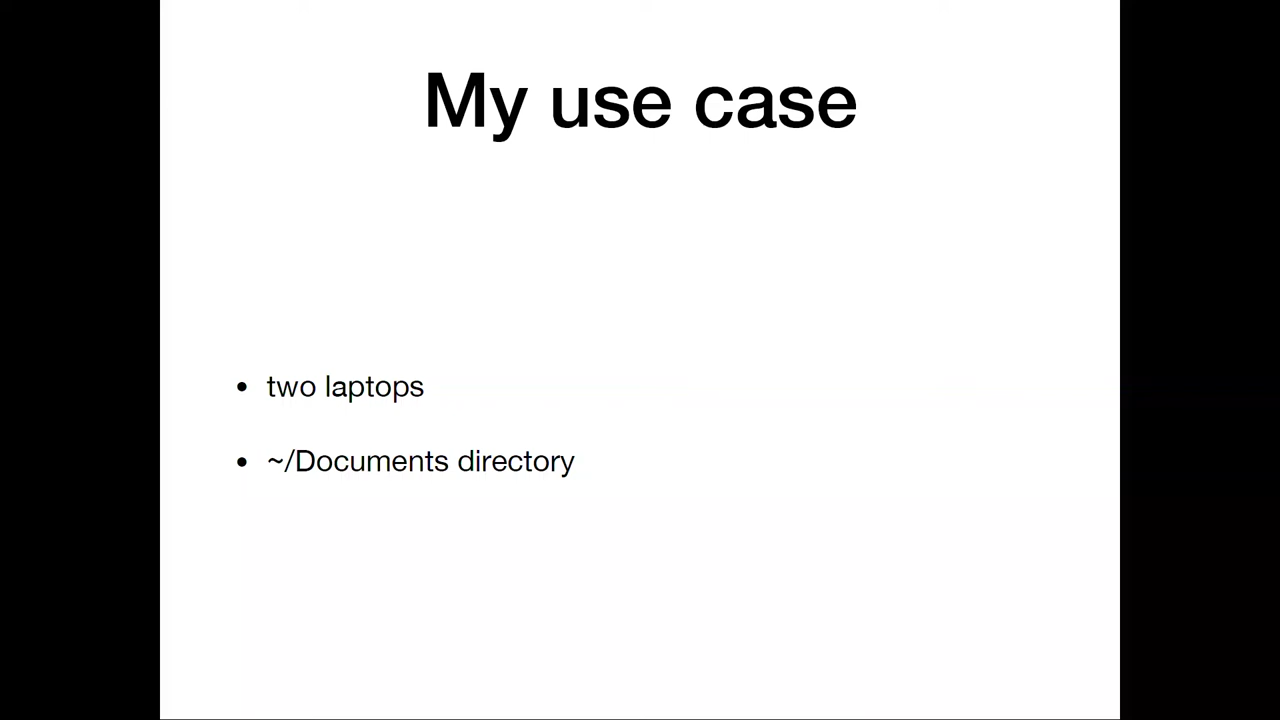 My use case
• two laptops
• ~/Documents directory